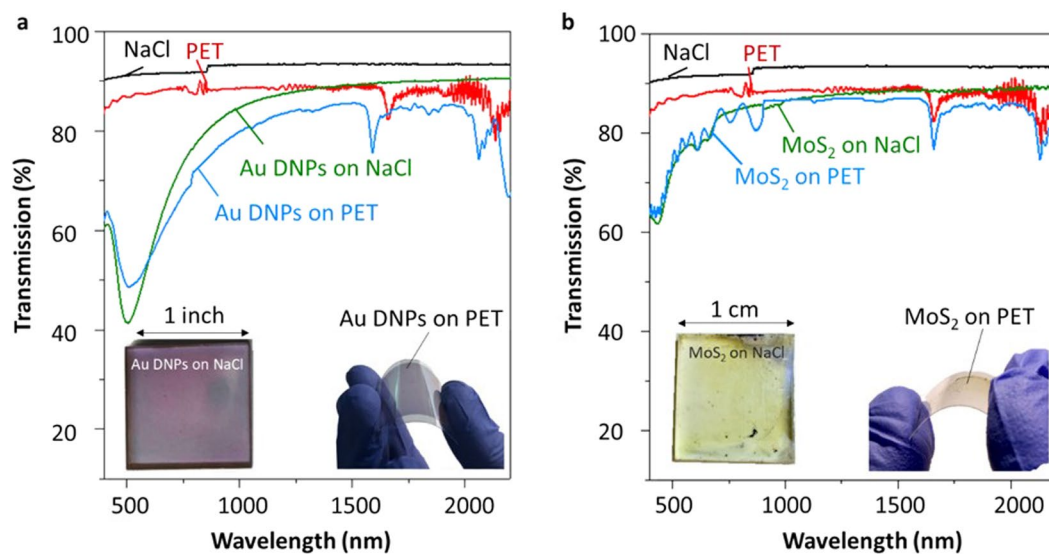 a
100
80
60
40
20
Transmission (%)
NaCl
PET
Au DNPs on NaCl
Au DNPs on PET
1 inch
Au DNPs on NaCl
Au DNPs on PET
500
1000
1500
2000
Wavelength (nm)
b
100
80
60
40
20
Transmission (%)
NaCl
PET
MoS₂ on NaCl
MoS₂ on PET
1 cm
MoS₂ on NaCl
MoS₂ on PET
500
1000
1500
2000
Wavelength (nm)